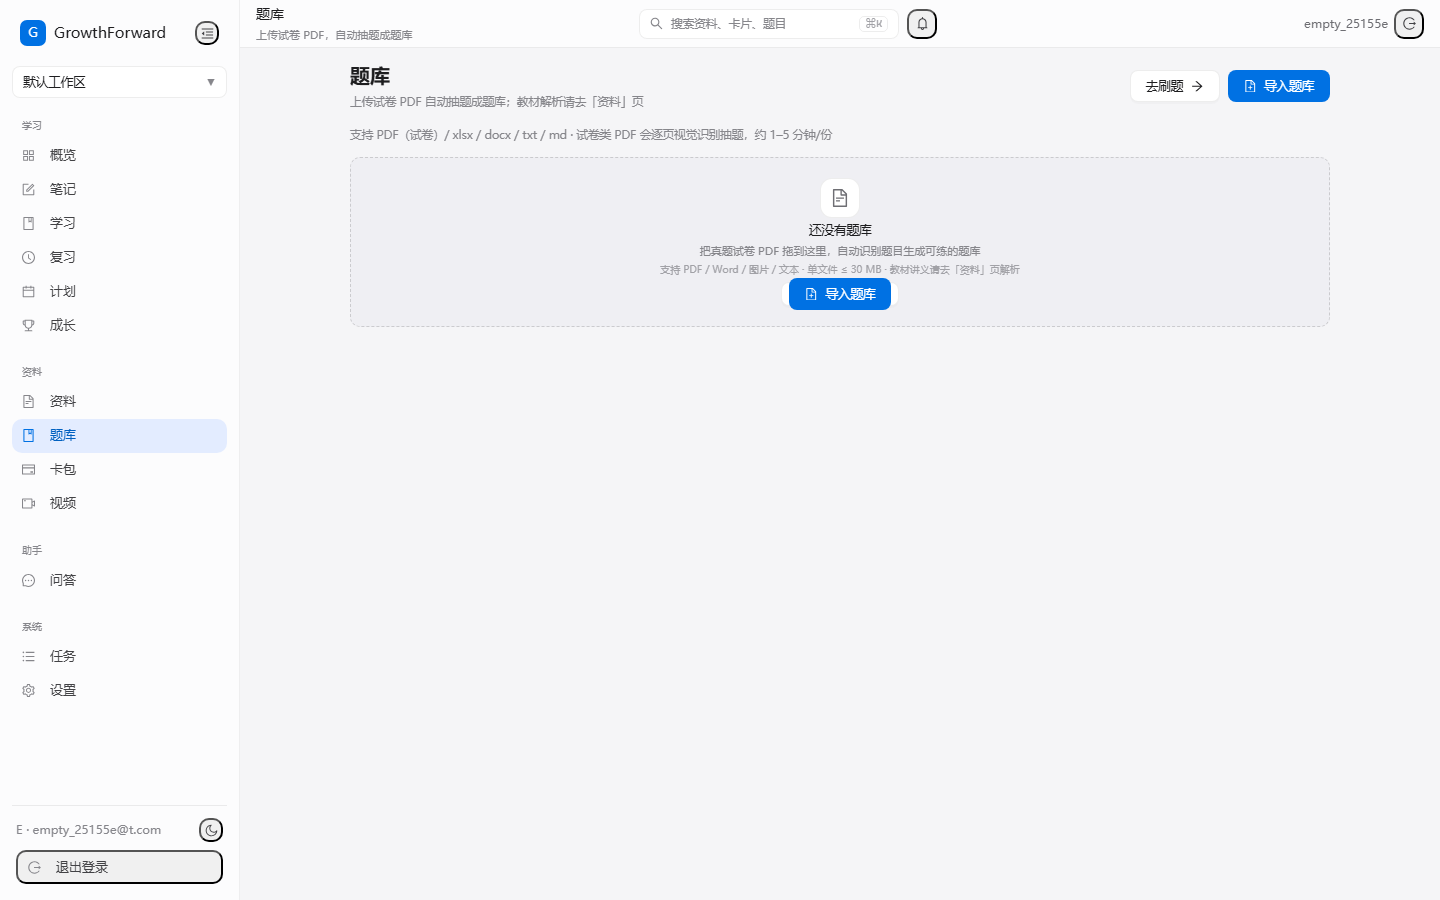 G GrowthForward
默认工作区 ▼
学习
概览
笔记
学习
复习
计划
成长
资料
资料
题库
卡包
视频
助手
问答
系统
任务
设置
E · empty_25155e@t.com
退出登录
题库
上传试卷 PDF，自动抽题成题库
搜索资料、卡片、题目 ⌘K
empty_25155e
题库
上传试卷 PDF 自动抽题成题库；教材解析请去「资料」页
去刷题 →
导入题库
支持 PDF（试卷）/ xlsx / docx / txt / md · 试卷类 PDF 会逐页视觉识别抽题，约 1–5 分钟/份
还没有题库
把真题试卷 PDF 拖到这里，自动识别题目生成可练的题库
支持 PDF / Word / 图片 / 文本 · 单文件 ≤ 30 MB · 教材讲义请去「资料」页解析
导入题库